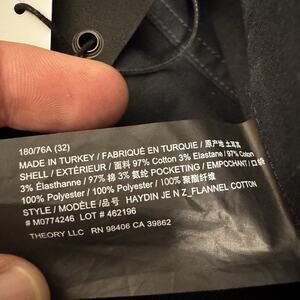 180/76A (32)
MADE IN TURKEY / FABRIQUÉ EN TURQUIE / 原产地 土耳其
SHELL / EXTÉRIEUR / 面料 97% Cotton 3% Elastane / 97% Coton
3% Élasthanne / 97% 棉 3% 氨纶 POCKETING / EMPOCHANT / 口袋
100% Polyester / 100% Polyester / 100% 聚酯纤维
STYLE / MODÈLE /品号 HAYDIN JE N Z_FLANNEL COTTON
# M0774246 LOT # 462196
THEORY LLC RN 98406 CA 39862